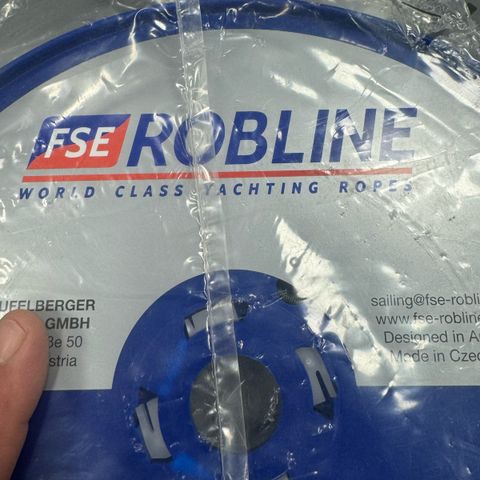 FSE ROBLINE
WORLD CLASS YACHTING ROPES
UFELBERGER
GMBH
ße 50
stria
sailing@fse-robli
www.fse-robline
Designed in A
Made in Czec